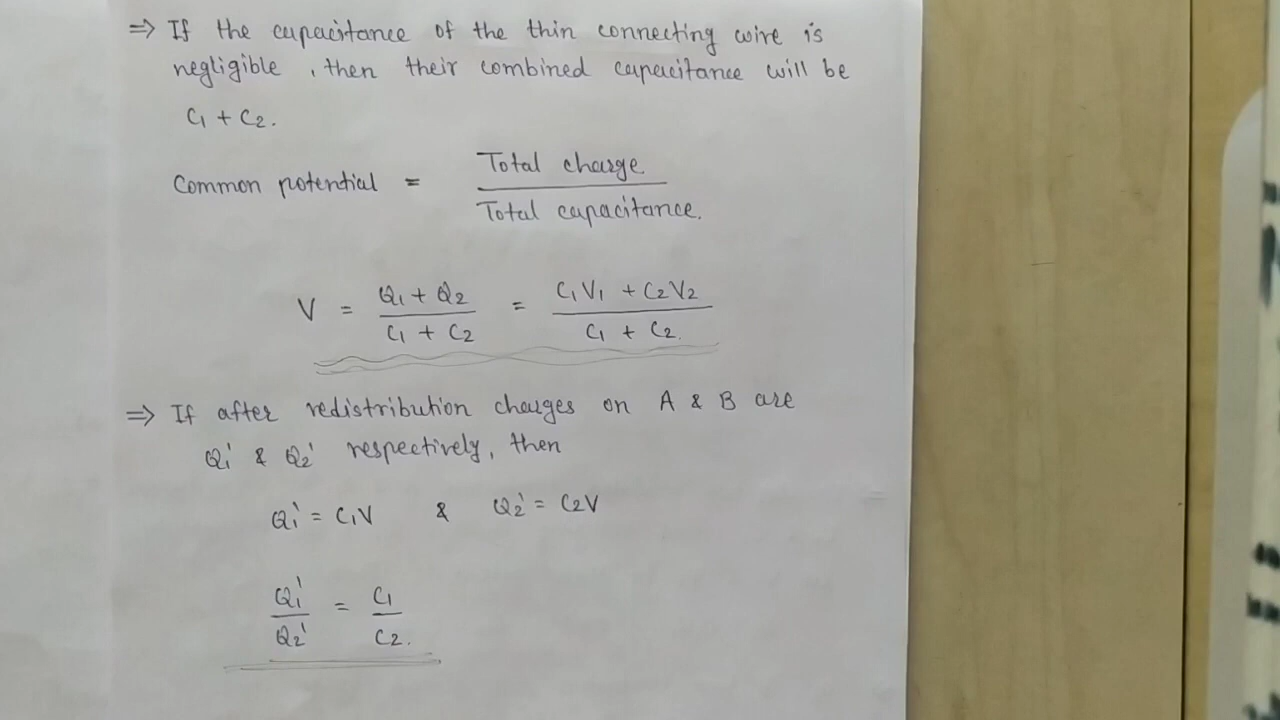 ⇒ If the capacitance of the thin connecting wire is
negligible, then their combined capacitance will be
C1 + C2.
Common potential = Total charge / Total capacitance.
V = Q1 + Q2 / C1 + C2 = C1V1 + C2V2 / C1 + C2.
⇒ If after redistribution charges on A & B are
Q1' & Q2' respectively, then
Q1' = C1V & Q2' = C2V
Q1' / Q2' = C1 / C2.